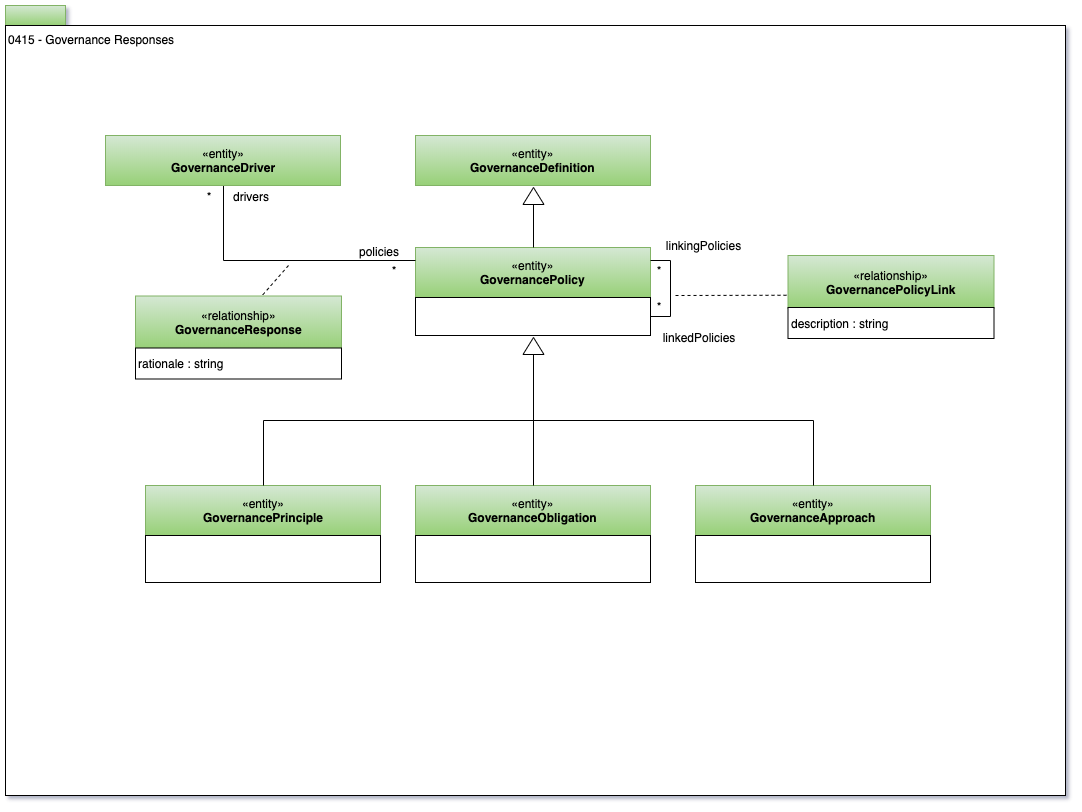 0415 - Governance Responses
«entity»
GovernanceDriver
«entity»
GovernanceDefinition
*
drivers
policies
*
«entity»
GovernancePolicy
linkingPolicies
*
*
linkedPolicies
«relationship»
GovernancePolicyLink
description : string
«relationship»
GovernanceResponse
rationale : string
«entity»
GovernancePrinciple
«entity»
GovernanceObligation
«entity»
GovernanceApproach